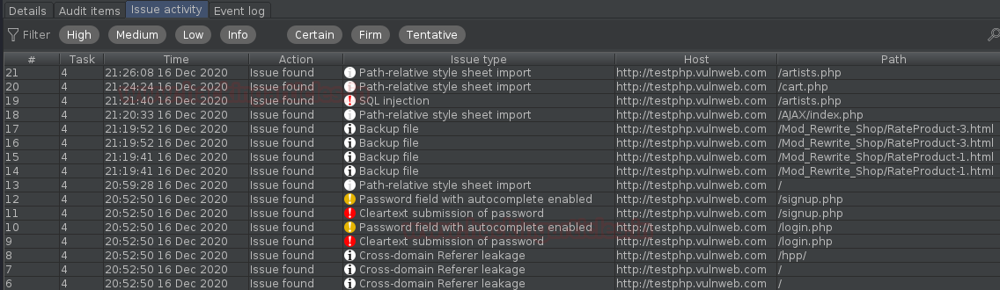 Details Audit items Issue activity Event log
Filter High Medium Low Info Certain Firm Tentative
# Task Time Action Issue type Host Path
21 4 21:26:08 16 Dec 2020 Issue found Path-relative style sheet import http://testphp.vulnweb.com /artists.php
20 4 21:24:24 16 Dec 2020 Issue found Path-relative style sheet import http://testphp.vulnweb.com /cart.php
19 4 21:21:40 16 Dec 2020 Issue found SQL injection http://testphp.vulnweb.com /artists.php
18 4 21:20:33 16 Dec 2020 Issue found Path-relative style sheet import http://testphp.vulnweb.com /AJAX/index.php
17 4 21:19:52 16 Dec 2020 Issue found Backup file http://testphp.vulnweb.com /Mod_Rewrite_Shop/RateProduct-3.html
16 4 21:19:52 16 Dec 2020 Issue found Backup file http://testphp.vulnweb.com /Mod_Rewrite_Shop/RateProduct-3.html
15 4 21:19:41 16 Dec 2020 Issue found Backup file http://testphp.vulnweb.com /Mod_Rewrite_Shop/RateProduct-1.html
14 4 21:19:41 16 Dec 2020 Issue found Backup file http://testphp.vulnweb.com /Mod_Rewrite_Shop/RateProduct-1.html
13 4 20:59:28 16 Dec 2020 Issue found Path-relative style sheet import http://testphp.vulnweb.com /
12 4 20:52:50 16 Dec 2020 Issue found Password field with autocomplete enabled http://testphp.vulnweb.com /signup.php
11 4 20:52:50 16 Dec 2020 Issue found Cleartext submission of password http://testphp.vulnweb.com /signup.php
10 4 20:52:50 16 Dec 2020 Issue found Password field with autocomplete enabled http://testphp.vulnweb.com /login.php
9 4 20:52:50 16 Dec 2020 Issue found Cleartext submission of password http://testphp.vulnweb.com /login.php
8 4 20:52:50 16 Dec 2020 Issue found Cross-domain Referer leakage http://testphp.vulnweb.com /hpp/
7 4 20:52:50 16 Dec 2020 Issue found Cross-domain Referer leakage http://testphp.vulnweb.com /
6 4 20:52:50 16 Dec 2020 Issue found Cross-domain Referer leakage http://testphp.vulnweb.com /